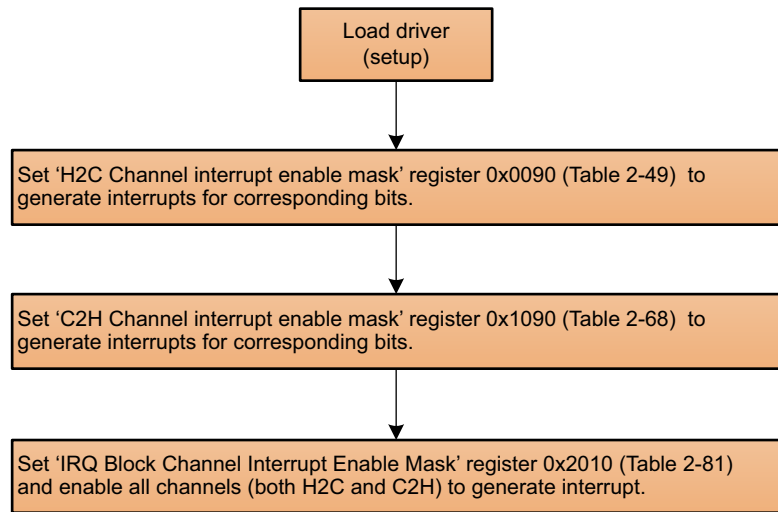 Load driver
(setup)
Set ‘H2C Channel interrupt enable mask’ register 0x0090 (Table 2-49)  to
generate interrupts for corresponding bits.
Set ‘C2H Channel interrupt enable mask’ register 0x1090 (Table 2-68)  to
generate interrupts for corresponding bits.
Set ‘IRQ Block Channel Interrupt Enable Mask’ register 0x2010 (Table 2-81)
and enable all channels (both H2C and C2H) to generate interrupt.